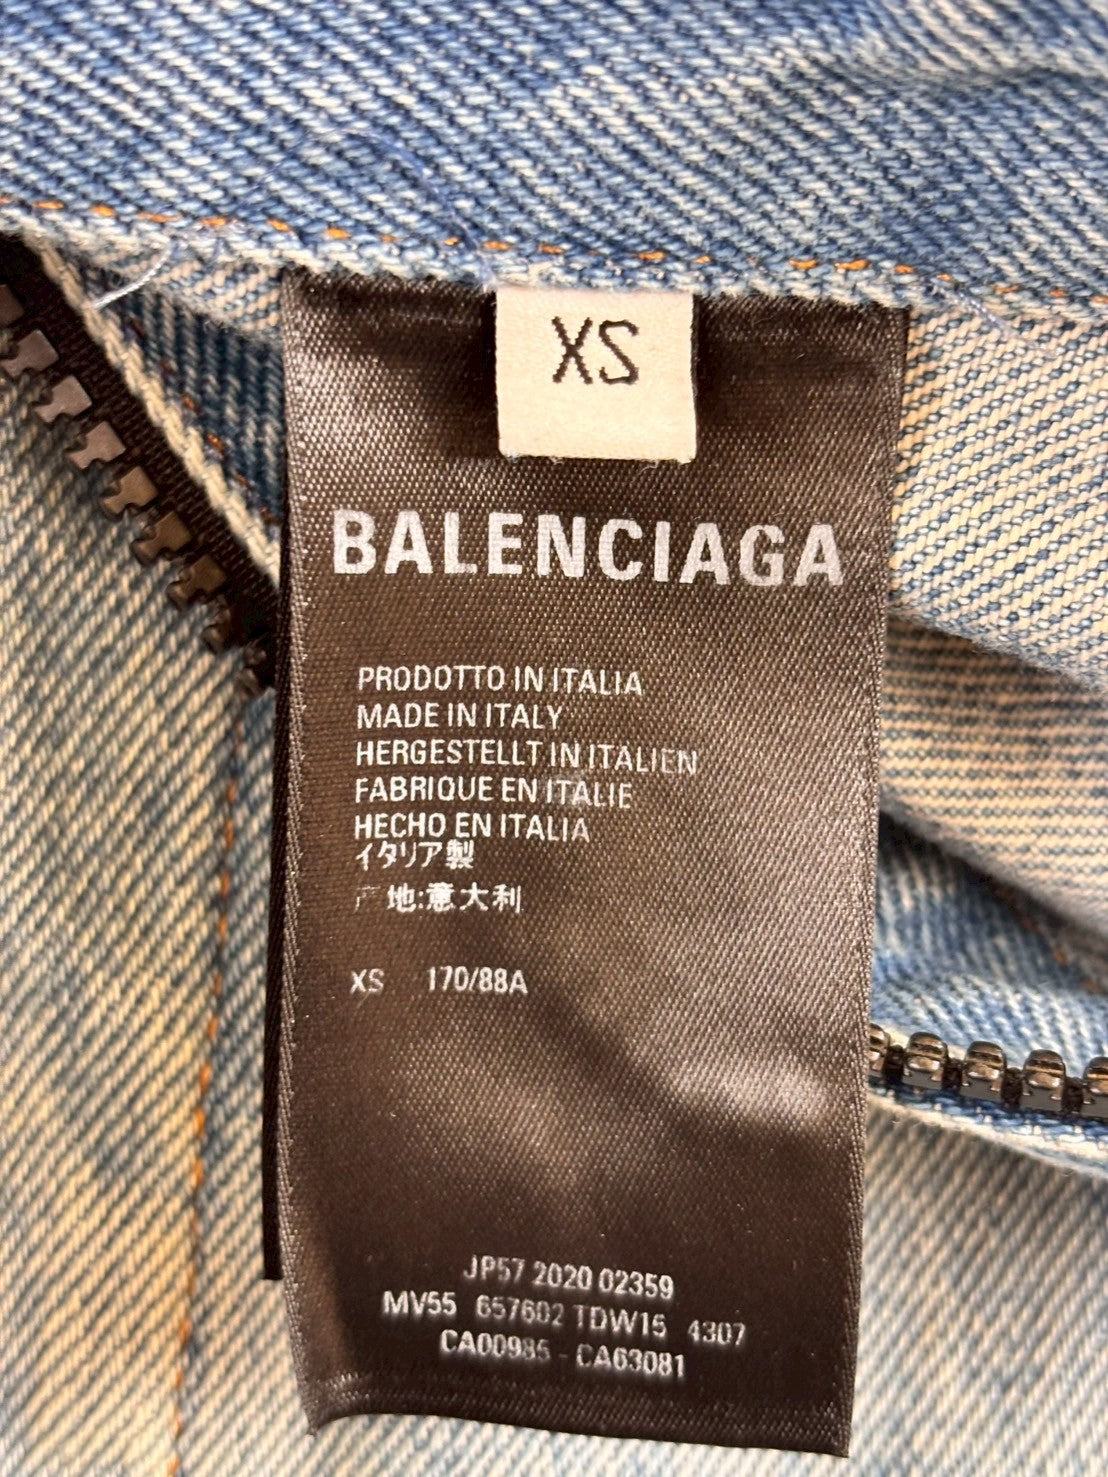 XS
BALENCIAGA
PRODOTTO IN ITALIA
MADE IN ITALY
HERGESTELLT IN ITALIEN
FABRIQUE EN ITALIE
HECHO EN ITALIA
イタリア製
产地:意大利
XS 170/88A
JP57 2020 02359
MV55 657602 TDW15 4307
CA00985 - CA63081